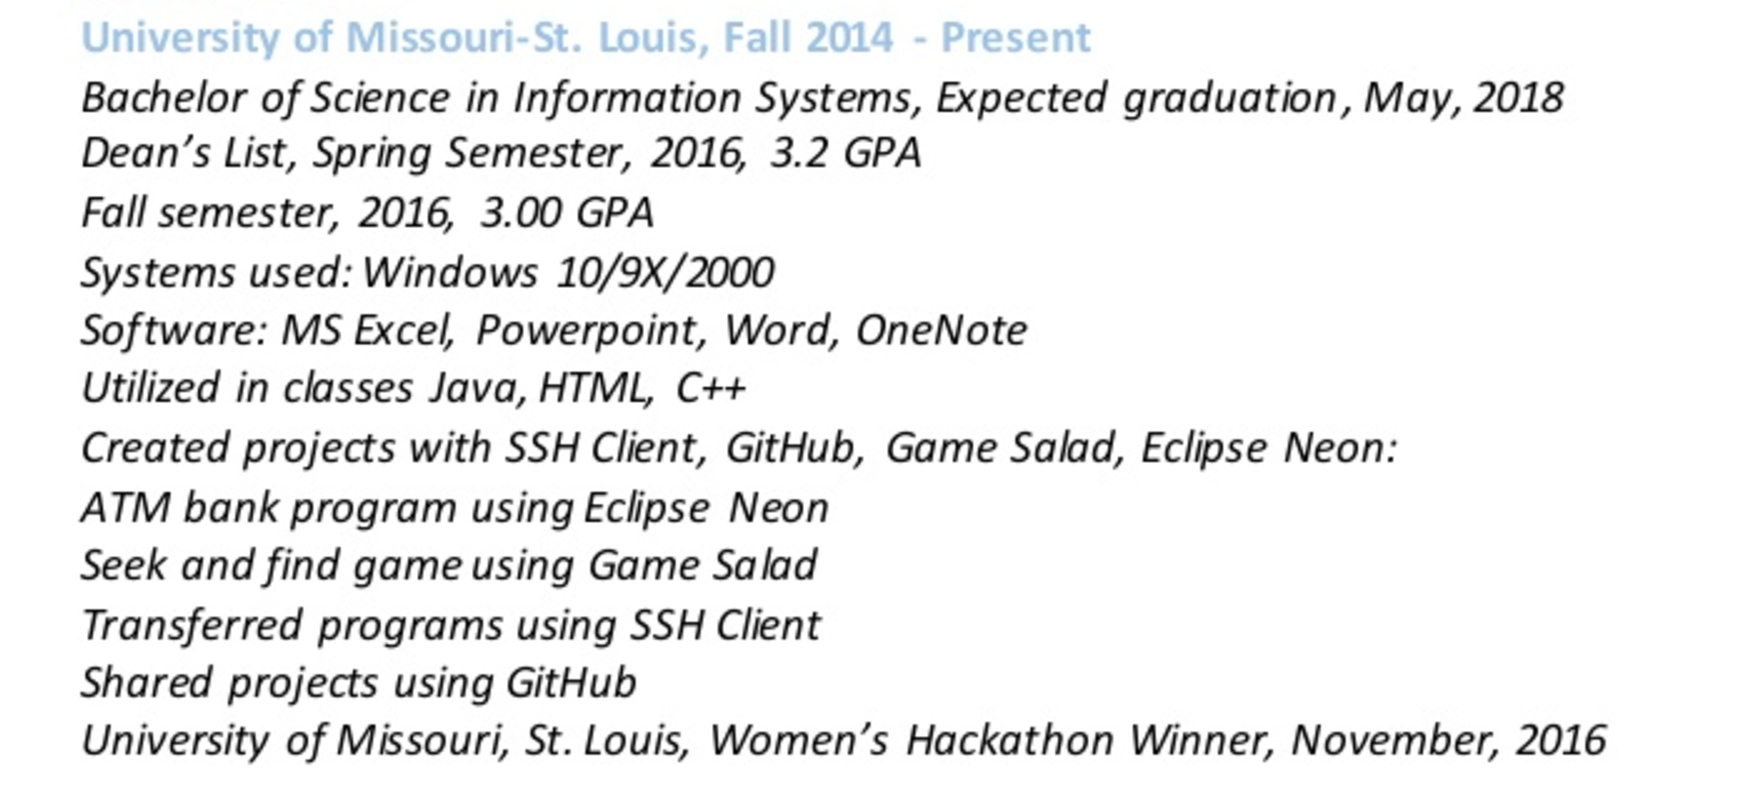 University of Missouri-St. Louis, Fall 2014 - Present
Bachelor of Science in Information Systems, Expected graduation, May, 2018
Dean’s List, Spring Semester, 2016, 3.2 GPA
Fall semester, 2016, 3.00 GPA
Systems used: Windows 10/9X/2000
Software: MS Excel, Powerpoint, Word, OneNote
Utilized in classes Java, HTML, C++
Created projects with SSH Client, GitHub, Game Salad, Eclipse Neon:
ATM bank program using Eclipse Neon
Seek and find game using Game Salad
Transferred programs using SSH Client
Shared projects using GitHub
University of Missouri, St. Louis, Women’s Hackathon Winner, November, 2016